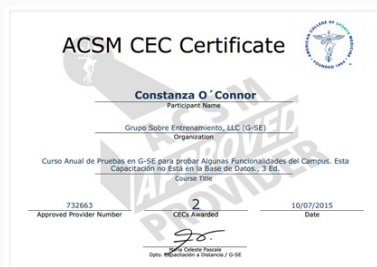 ACSM CEC Certificate
AMERICAN COLLEGE OF SPORTS MEDICINE
FOUNDED 1954
Constanza O´Connor
Participant Name
Grupo Sobre Entrenamiento, LLC (G-SE)
Organization
Curso Anual de Pruebas en G-SE para probar Algunas Funcionalidades del Campus. Esta
Capacitación no Está en la Base de Datos., 3 Ed.
Course Title
732663 2 10/07/2015
Approved Provider Number CECs Awarded Date
Maria Celeste Pascale
Dpto. Capacitación a Distancia / G-SE
ACSM
APPROVED
PROVIDER